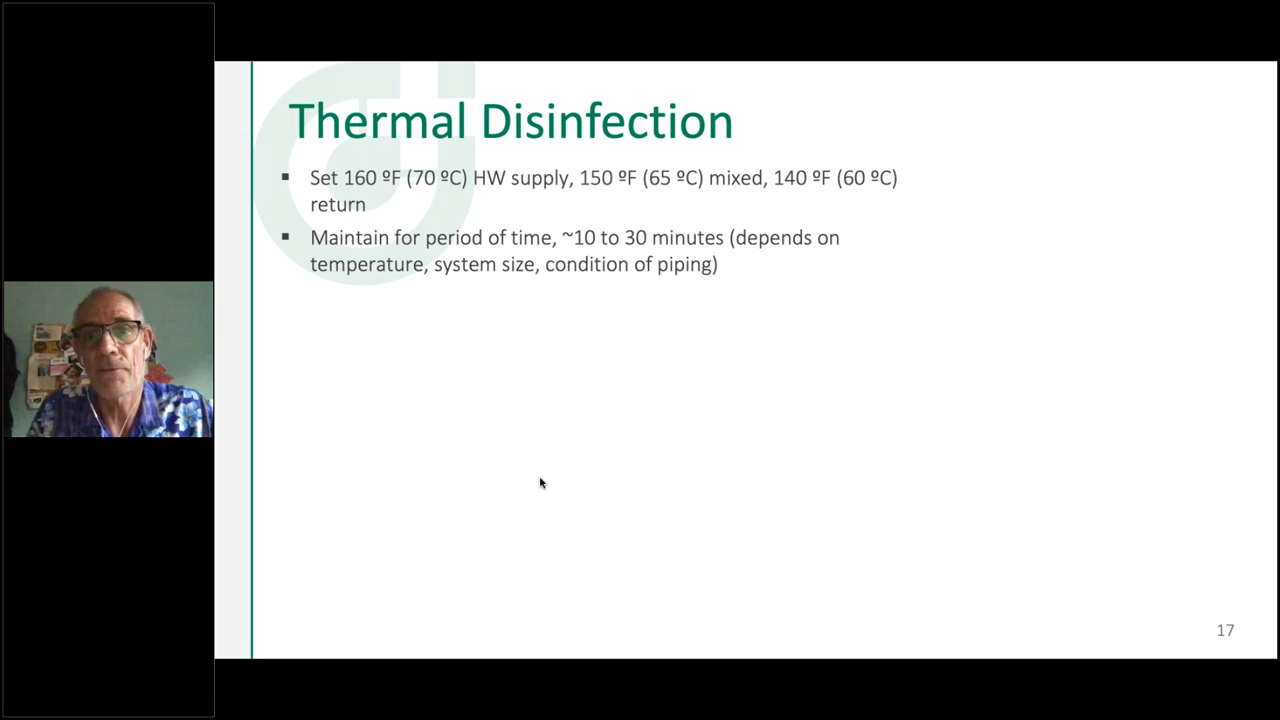 Thermal Disinfection
▪ Set 160 ºF (70 ºC) HW supply, 150 ºF (65 ºC) mixed, 140 ºF (60 ºC)
return
▪ Maintain for period of time, ~10 to 30 minutes (depends on
temperature, system size, condition of piping)
17